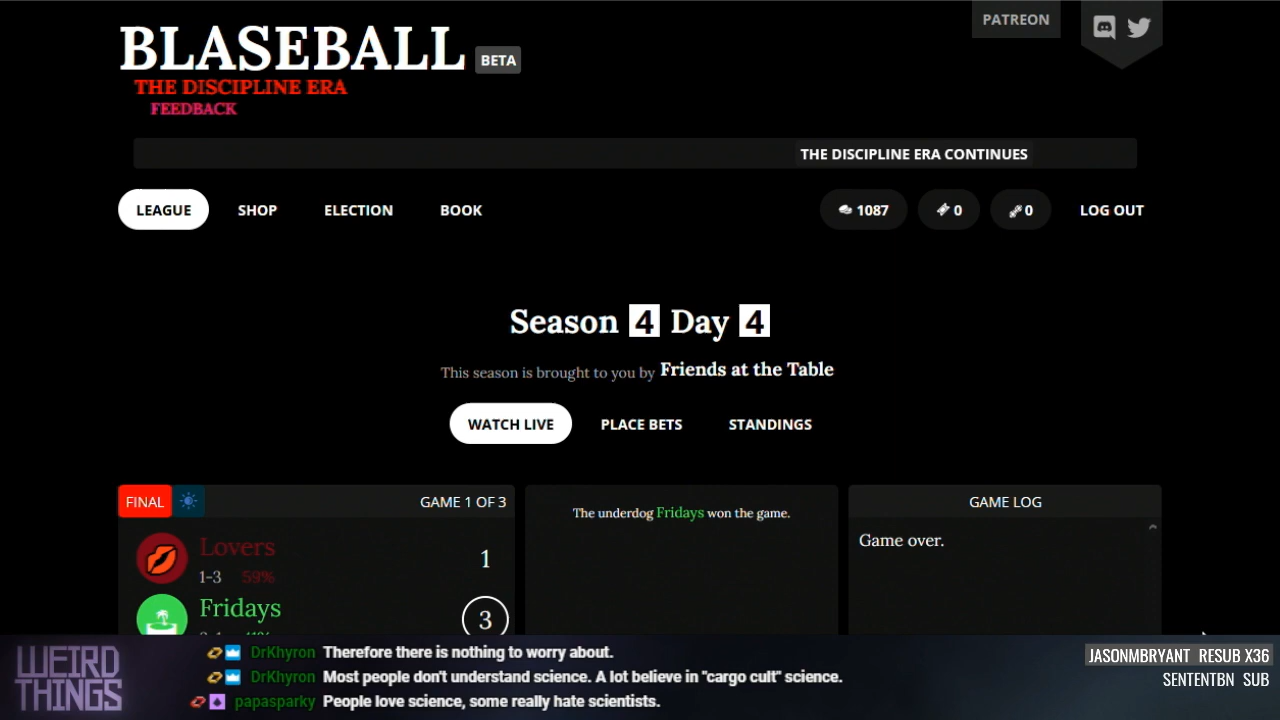 PATREON
BLASEBALL BETA
THE DISCIPLINE ERA
FEEDBACK
THE DISCIPLINE ERA CONTINUES
LEAGUE SHOP ELECTION BOOK 1087 0 0 LOG OUT
Season 4 Day 4
This season is brought to you by Friends at the Table
WATCH LIVE PLACE BETS STANDINGS
FINAL GAME 1 OF 3
The underdog Fridays won the game.
GAME LOG
Game over.
Lovers 1
1-3 59%
Fridays 3
WEIRD THINGS
DrKhyron Therefore there is nothing to worry about.
DrKhyron Most people don't understand science. A lot believe in "cargo cult" science.
papasparky People love science, some really hate scientists.
JASONMBRYANT RESUB X36
SENTENTBN SUB